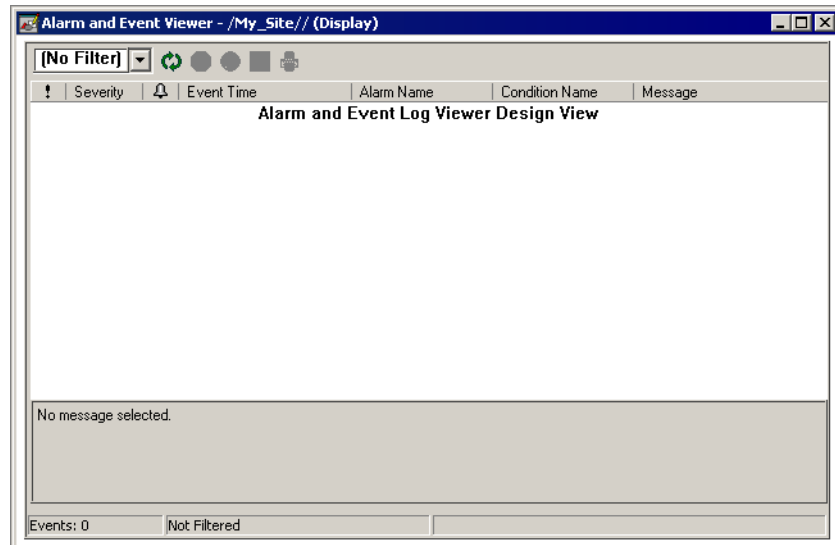 Alarm and Event Viewer - /My_Site// (Display)
(No Filter)
! Severity Event Time Alarm Name Condition Name Message
Alarm and Event Log Viewer Design View
No message selected.
Events: 0 Not Filtered